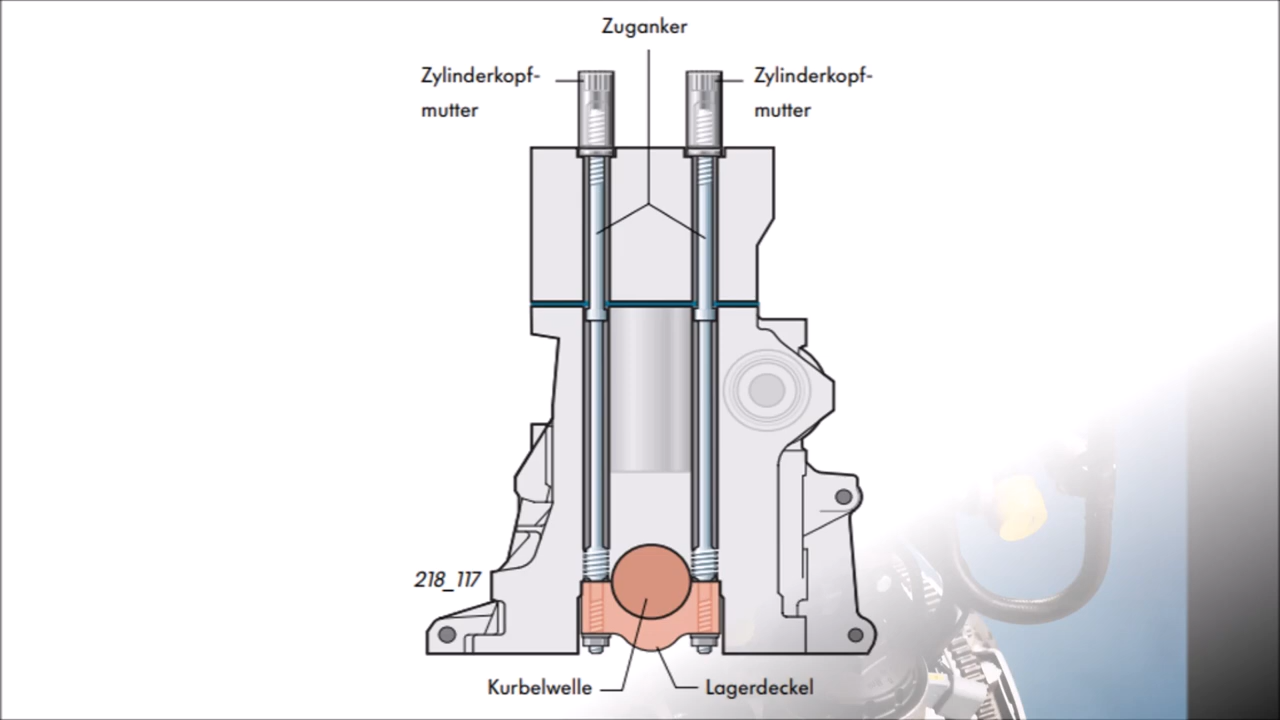 Zuganker
Zylinderkopf-
mutter
Zylinderkopf-
mutter
218_117
Kurbelwelle
Lagerdeckel